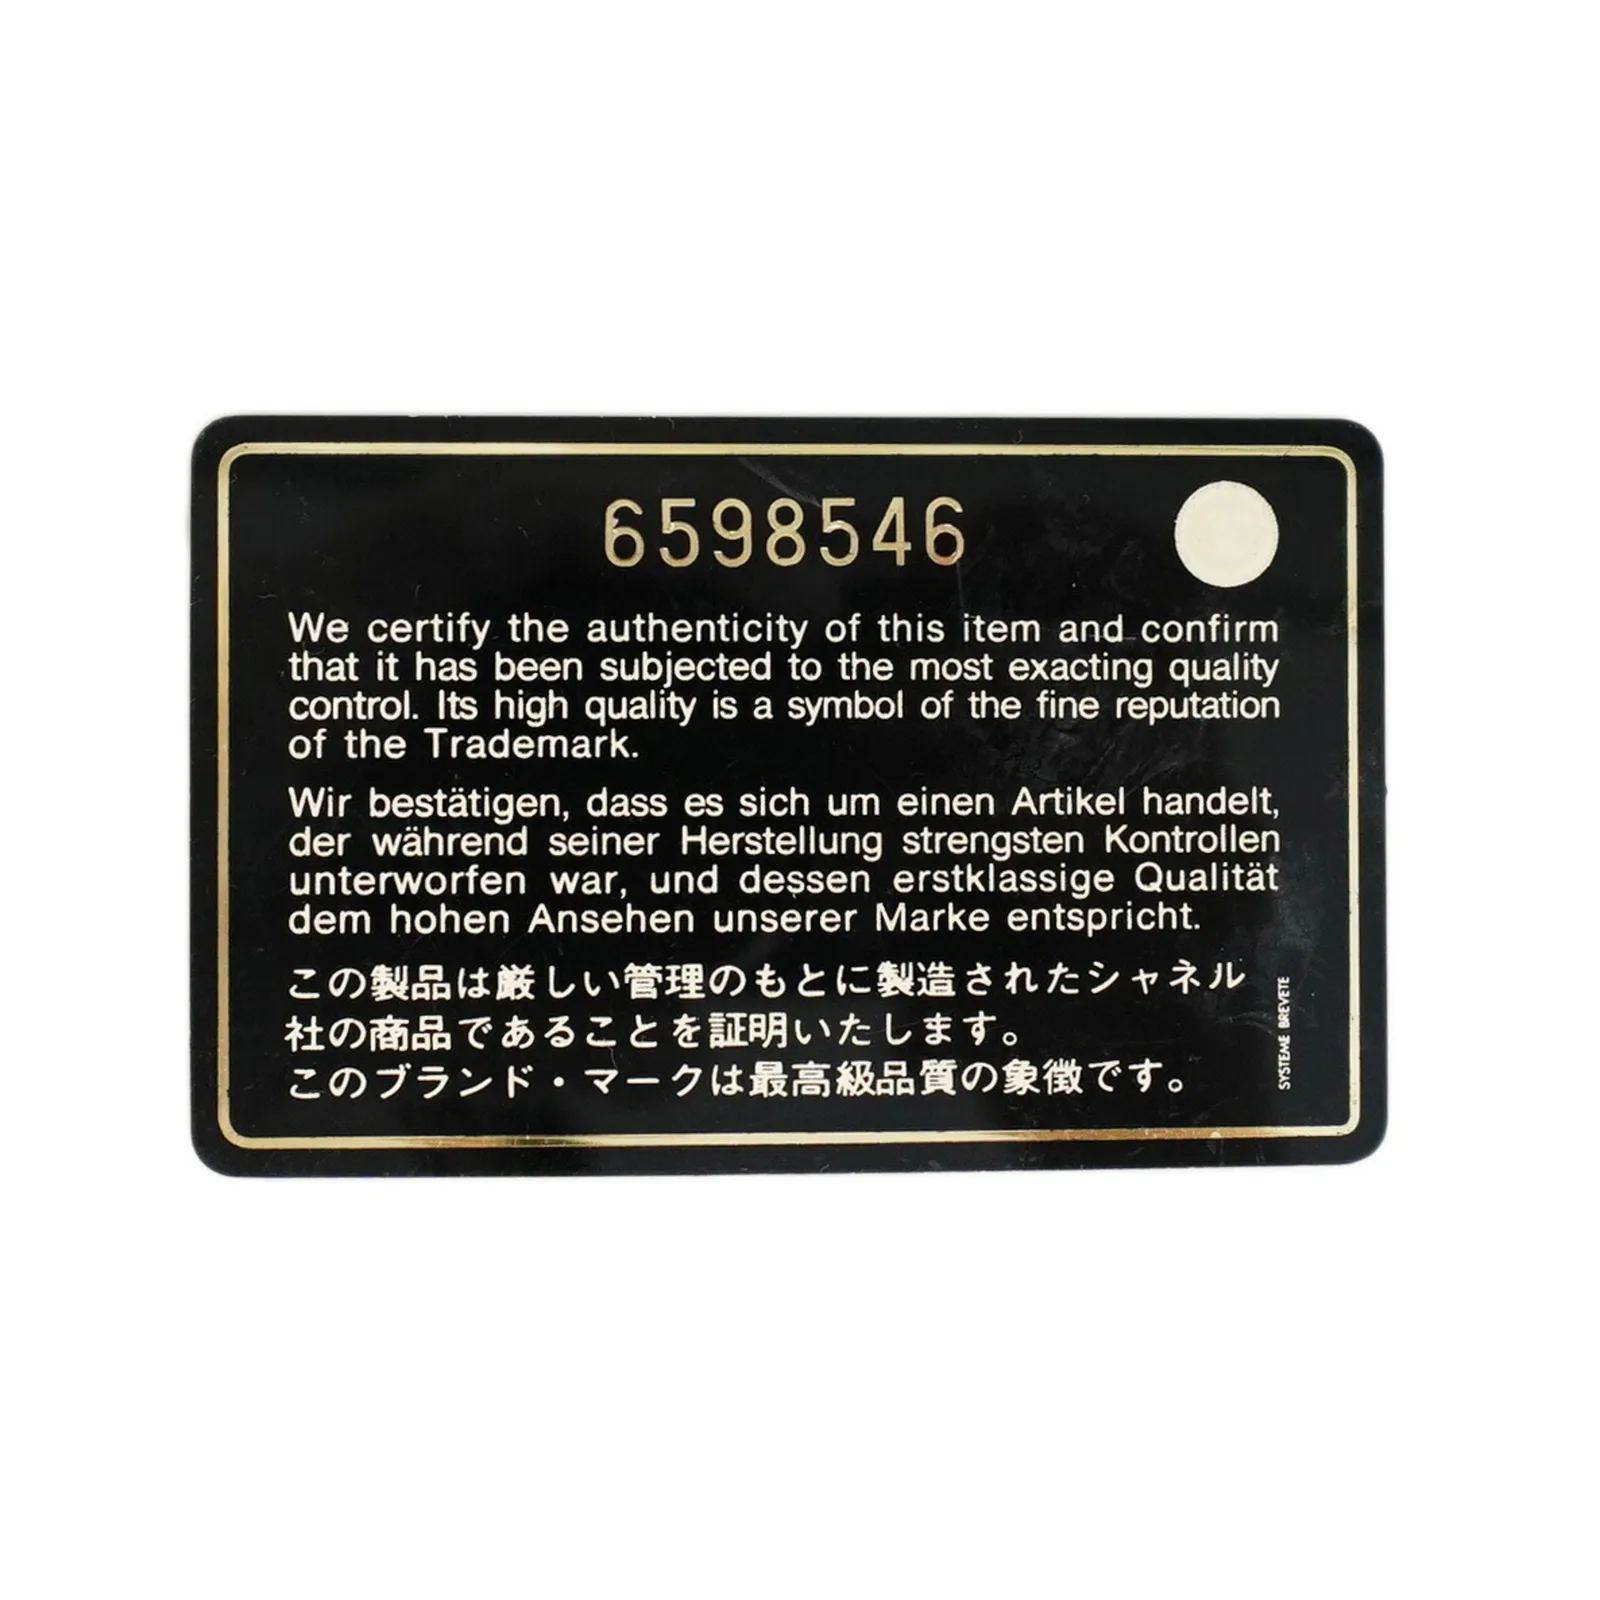 6598546
We certify the authenticity of this item and confirm
that it has been subjected to the most exacting quality
control. Its high quality is a symbol of the fine reputation
of the Trademark.
Wir bestätigen, dass es sich um einen Artikel handelt,
der während seiner Herstellung strengsten Kontrollen
unterworfen war, und dessen erstklassige Qualität
dem hohen Ansehen unserer Marke entspricht.
この製品は厳しい管理のもとに製造されたシャネル
社の商品であることを証明いたします。
このブランド・マークは最高級品質の象徴です。
SYSTEME BREVETE